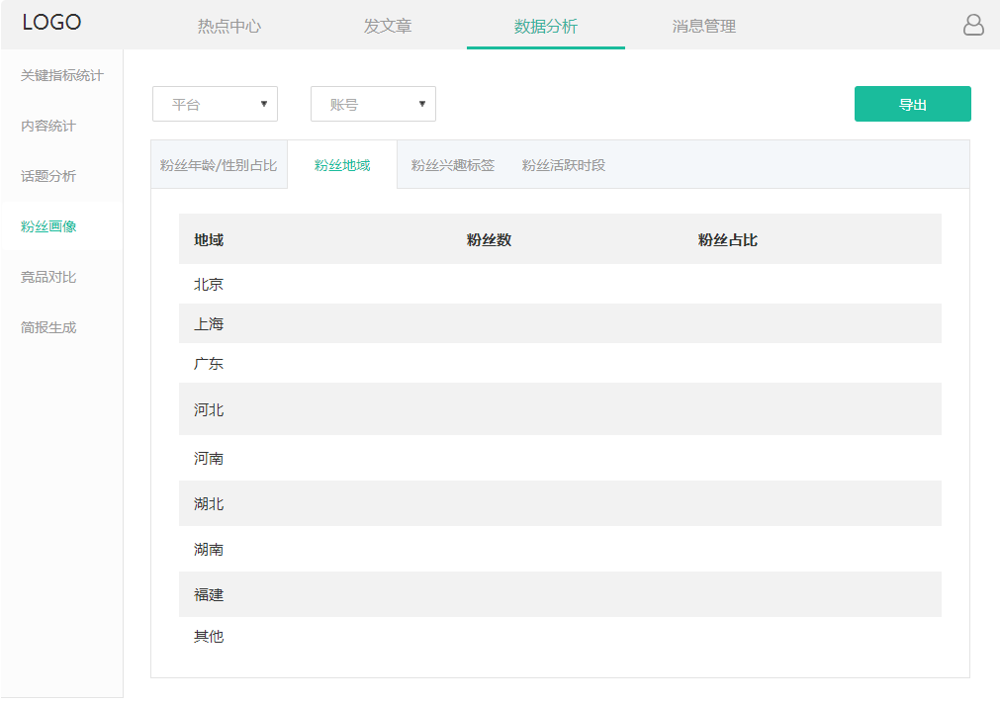 LOGO 热点中心 发文章 数据分析 消息管理
关键指标统计
内容统计
话题分析
粉丝画像
竞品对比
简报生成
平台 账号 导出
粉丝年龄/性别占比 粉丝地域 粉丝兴趣标签 粉丝活跃时段
地域 粉丝数 粉丝占比
北京
上海
广东
河北
河南
湖北
湖南
福建
其他